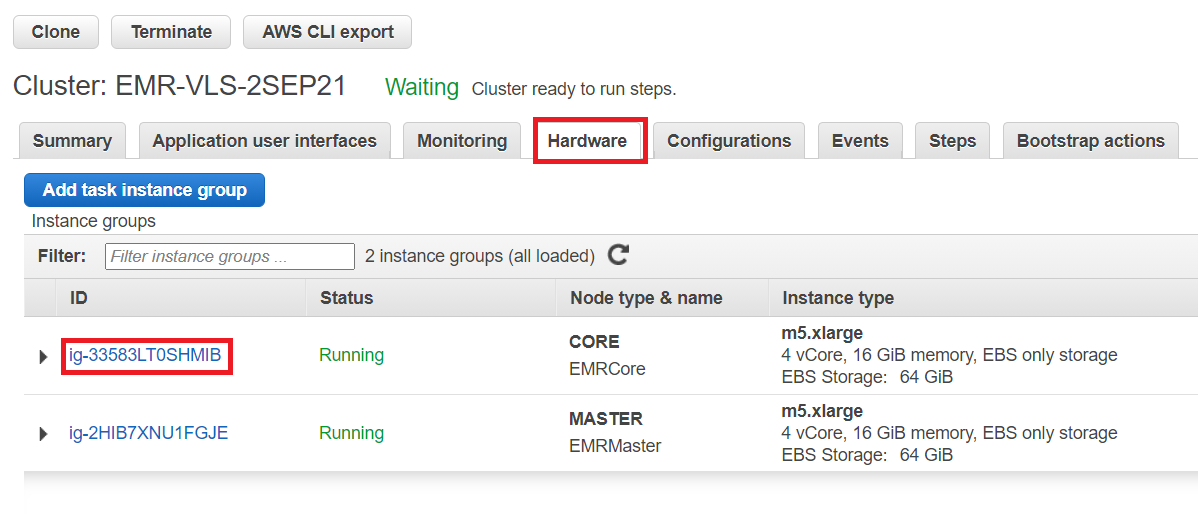 Clone Terminate AWS CLI export
Cluster: EMR-VLS-2SEP21 Waiting Cluster ready to run steps.
Summary Application user interfaces Monitoring Hardware Configurations Events Steps Bootstrap actions
Add task instance group
Instance groups
Filter: Filter instance groups ... 2 instance groups (all loaded)
ID Status Node type & name Instance type
ig-33583LT0SHMIB Running CORE m5.xlarge
EMRCore 4 vCore, 16 GiB memory, EBS only storage
EBS Storage: 64 GiB
ig-2HIB7XNU1FGJE Running MASTER m5.xlarge
EMRMaster 4 vCore, 16 GiB memory, EBS only storage
EBS Storage: 64 GiB